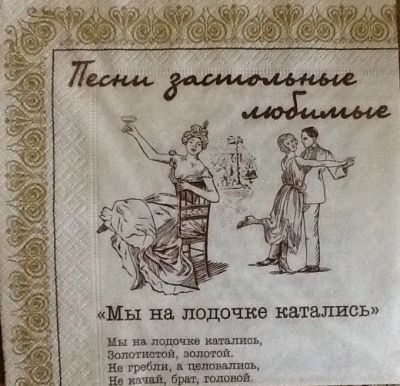 Песни застольные
любимые
«Мы на лодочке катались»
Мы на лодочке катались,
Золотистой, золотой.
Не гребли, а целовались,
Не качай, брат, головой.